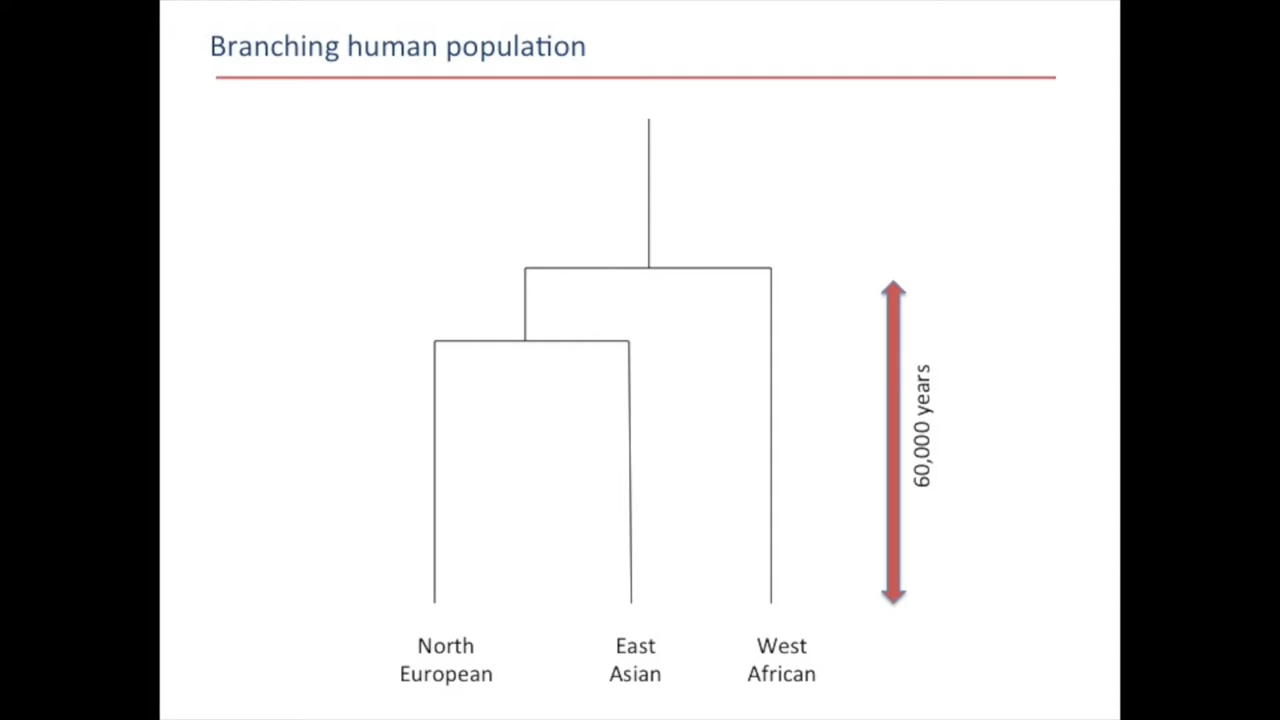 Branching human population
60,000 years
North
European
East
Asian
West
African